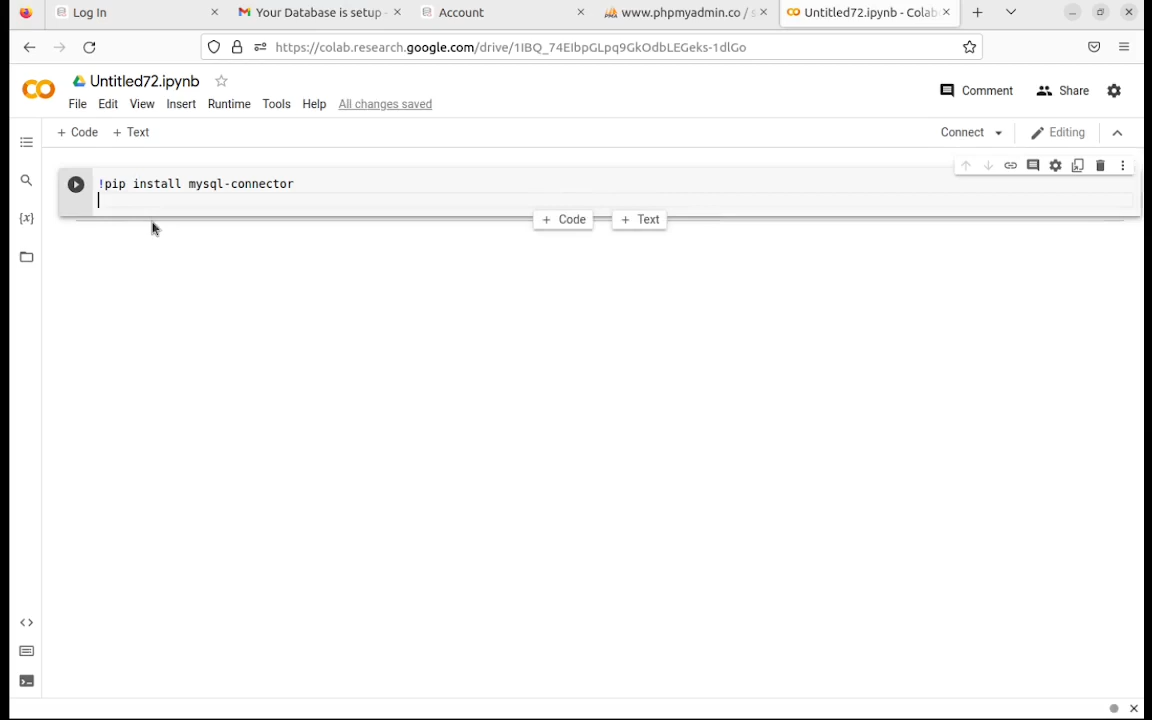 Log In
Your Database is setup -
Account
www.phpmyadmin.co / s
Untitled72.ipynb - Colab
https://colab.research.google.com/drive/1IBQ_74EIbpGLpq9GkOdbLEGeks-1dlGo
Untitled72.ipynb
File Edit View Insert Runtime Tools Help All changes saved
Comment
Share
+ Code + Text
Connect
Editing
!pip install mysql-connector
+ Code + Text